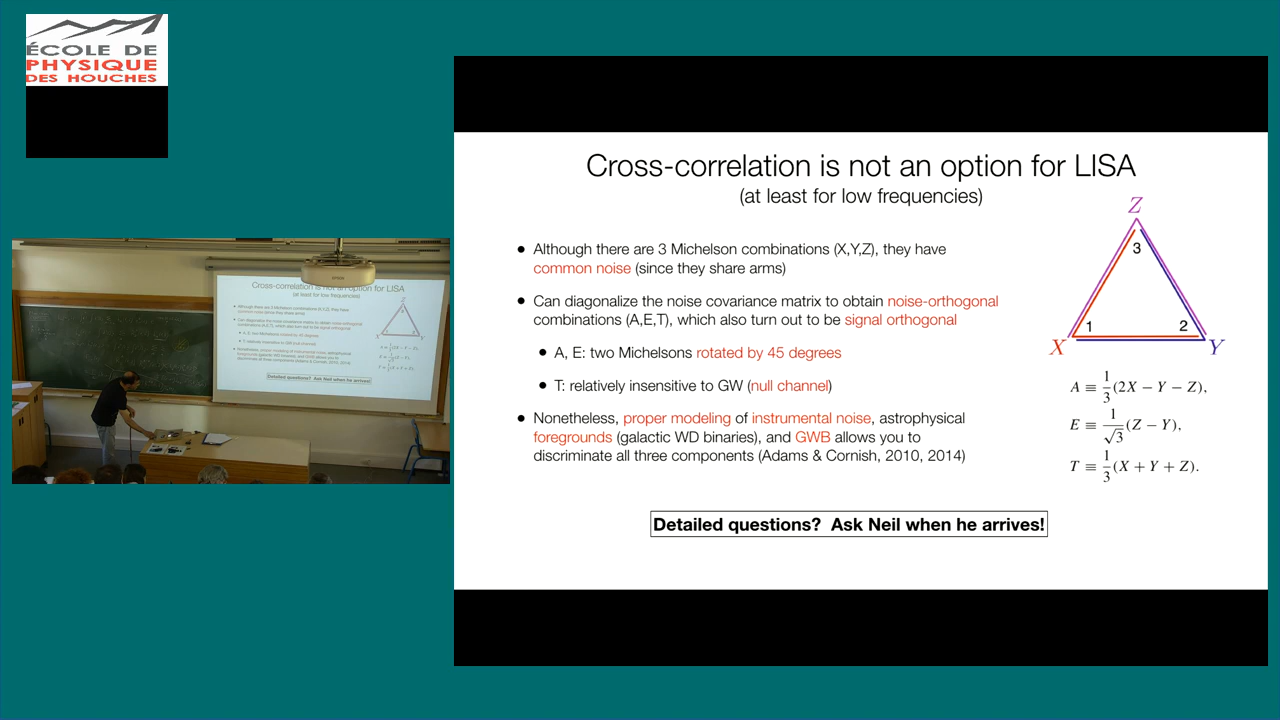 ÉCOLE DE
PHYSIQUE
DES HOUCHES
Cross-correlation is not an option for LISA
(at least for low frequencies)
● Although there are 3 Michelson combinations (X,Y,Z), they have
common noise (since they share arms)
● Can diagonalize the noise covariance matrix to obtain noise-orthogonal
combinations (A,E,T), which also turn out to be signal orthogonal
● A, E: two Michelsons rotated by 45 degrees
● T: relatively insensitive to GW (null channel)
● Nonetheless, proper modeling of instrumental noise, astrophysical
foregrounds (galactic WD binaries), and GWB allows you to
discriminate all three components (Adams & Cornish, 2010, 2014)
Z
3
1
2
X
Y
A ≡ 1/3 (2X − Y − Z),
E ≡ 1/√3 (Z − Y),
T ≡ 1/3 (X + Y + Z).
Detailed questions? Ask Neil when he arrives!